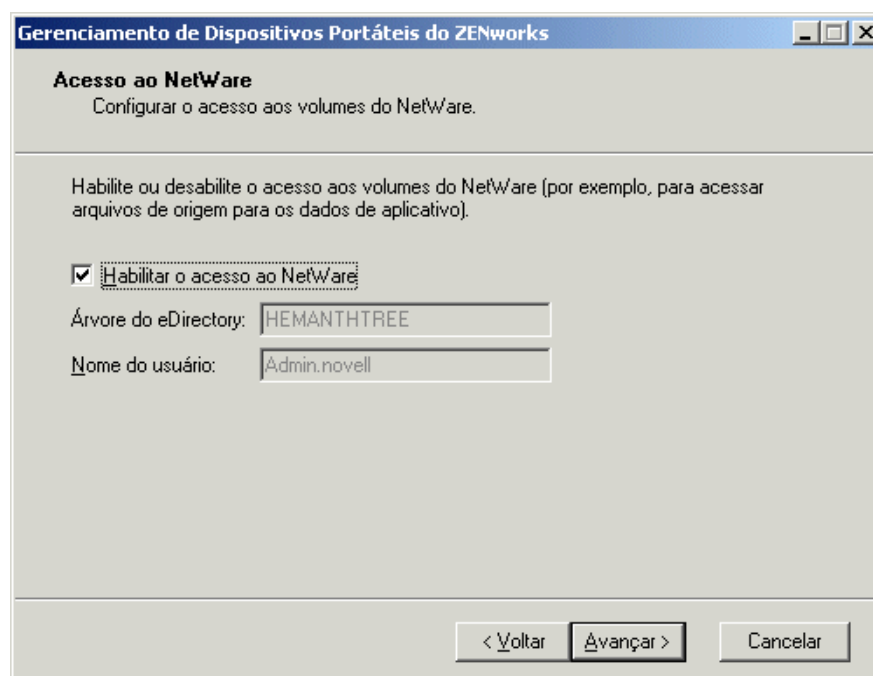 Gerenciamento de Dispositivos Portáteis do ZENworks
Acesso ao NetWare
Configurar o acesso aos volumes do NetWare.
Habilite ou desabilite o acesso aos volumes do NetWare (por exemplo, para acessar
arquivos de origem para os dados de aplicativo).
Habilitar o acesso ao NetWare
Árvore do eDirectory: HEMANTHTREE
Nome do usuário: Admin.novell
< Voltar Avançar > Cancelar